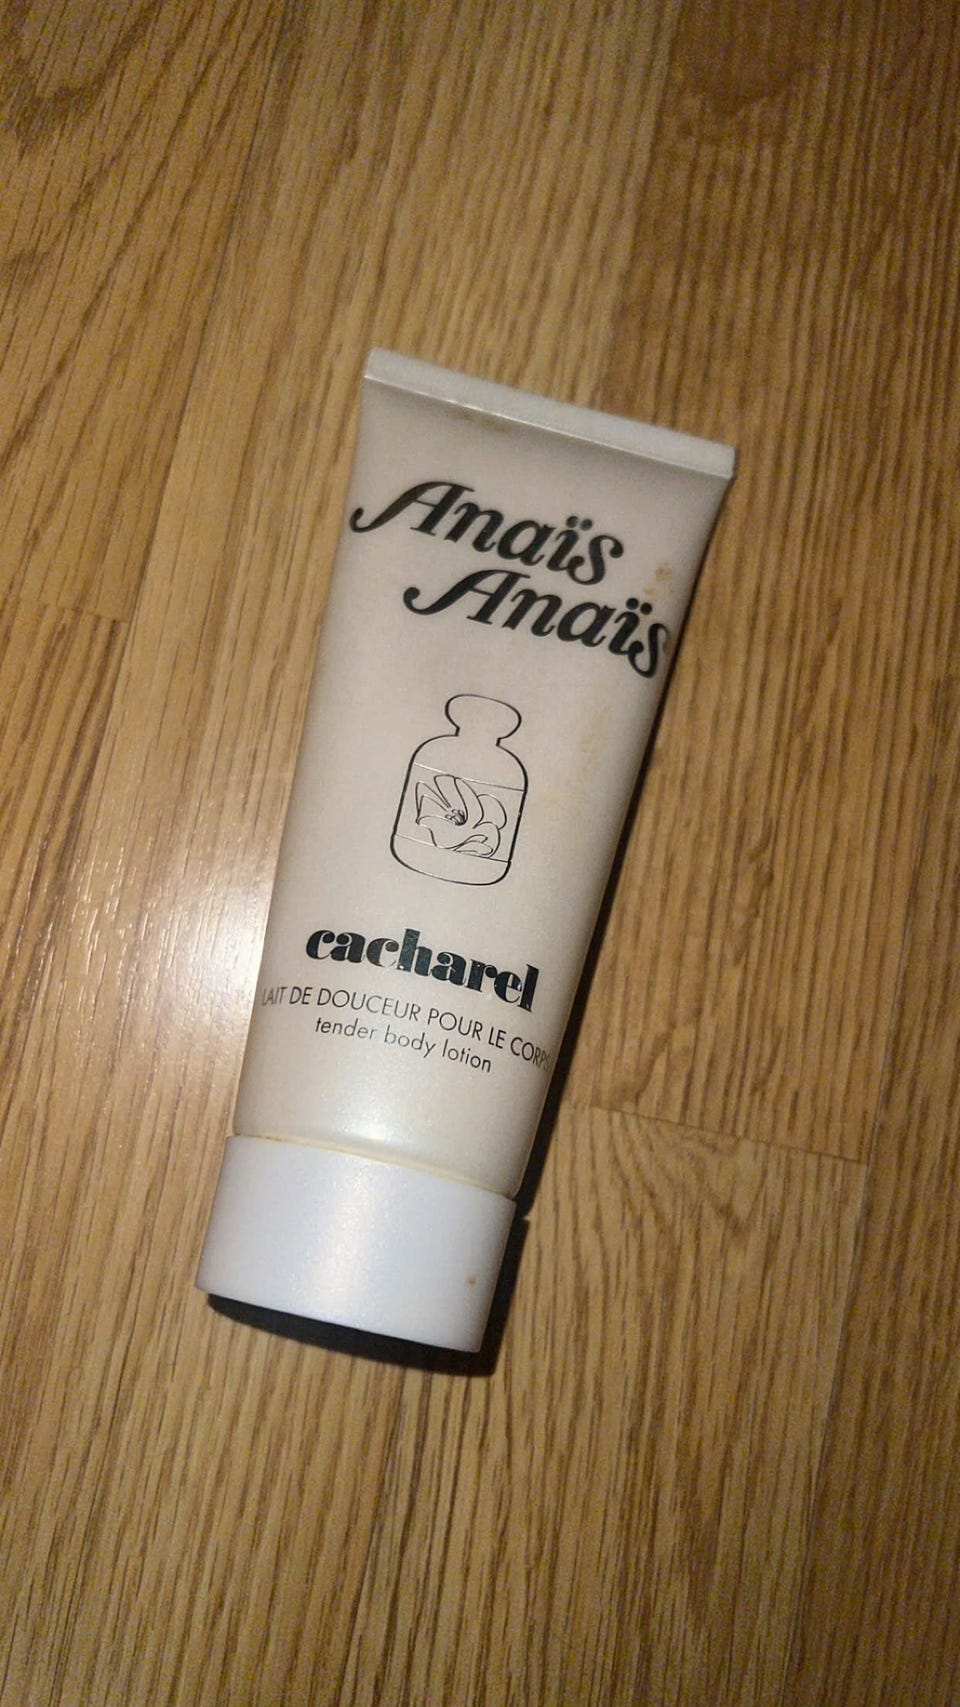 Anaïs
Anaïs
cacharel
LAIT DE DOUCEUR POUR LE CORPS
tender body lotion